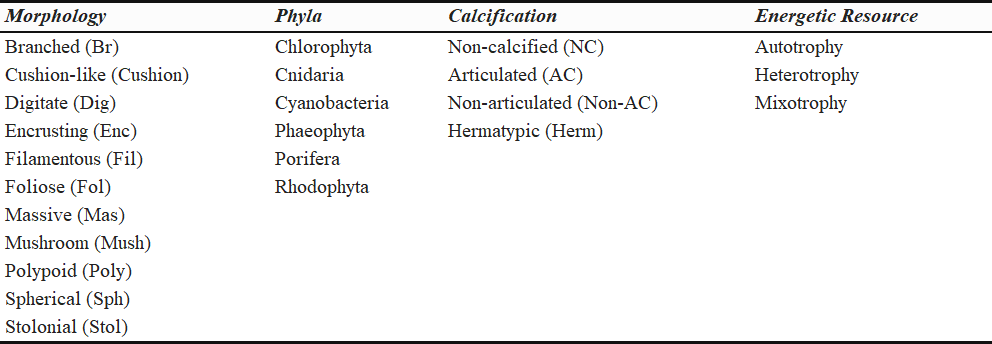 Morphology Phyla Calcification Energetic Resource
Branched (Br) Chlorophyta Non-calcified (NC) Autotrophy
Cushion-like (Cushion) Cnidaria Articulated (AC) Heterotrophy
Digitate (Dig) Cyanobacteria Non-articulated (Non-AC) Mixotrophy
Encrusting (Enc) Phaeophyta Hermatypic (Herm)
Filamentous (Fil) Porifera
Foliose (Fol) Rhodophyta
Massive (Mas)
Mushroom (Mush)
Polypoid (Poly)
Spherical (Sph)
Stolonial (Stol)